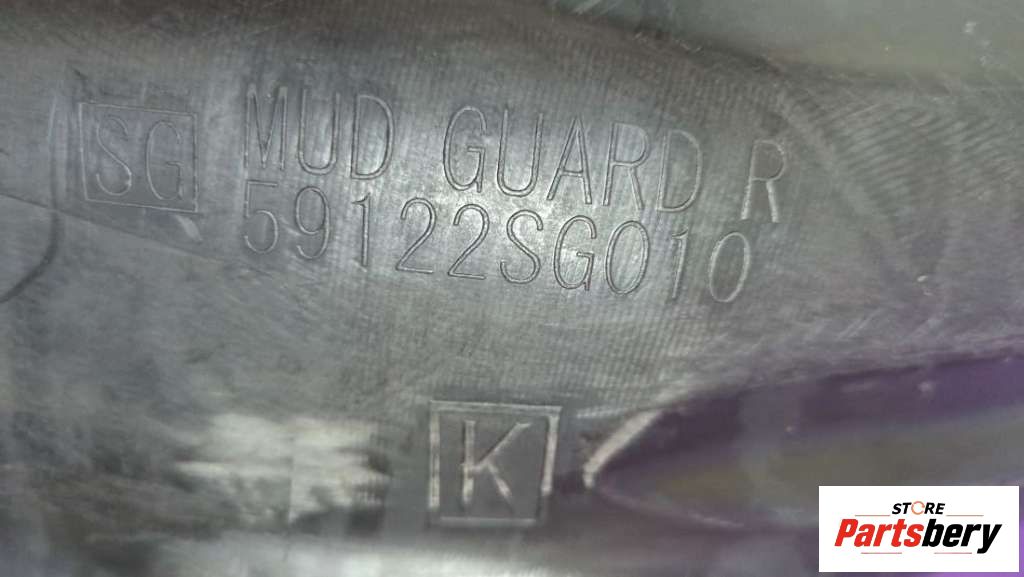 SG
MUD GUARD R
59122SG010
K
STORE
Partsbery